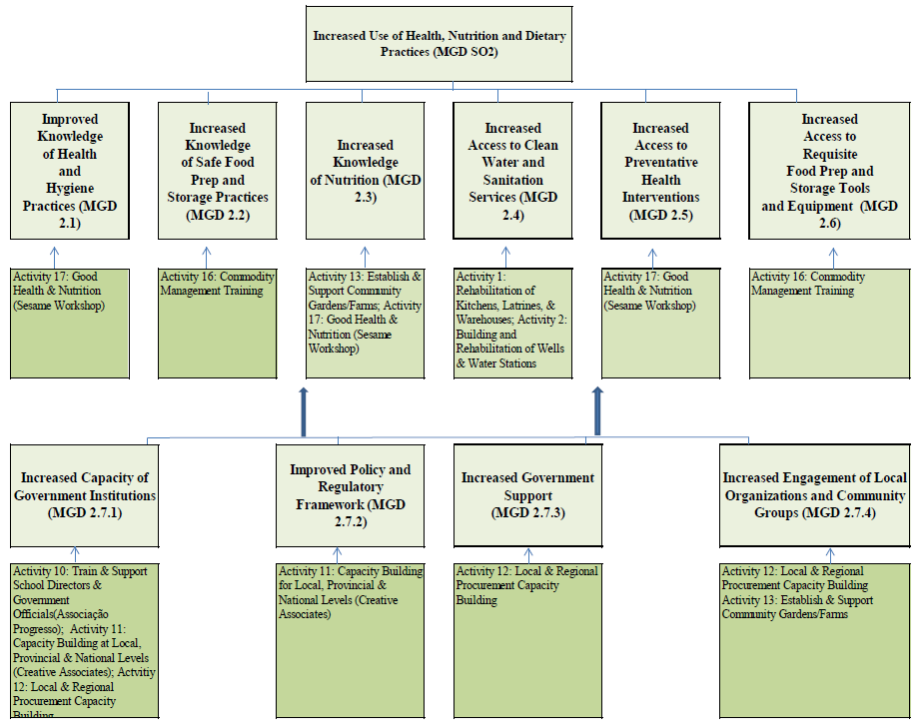 Increased Use of Health, Nutrition and Dietary
Practices (MGD SO2)
Improved
Knowledge
of Health
and
Hygiene
Practices (MGD
2.1)
Increased
Knowledge
of Safe Food
Prep and
Storage Practices
(MGD 2.2)
Increased
Knowledge
of Nutrition (MGD
2.3)
Increased
Access to Clean
Water and
Sanitation
Services (MGD
2.4)
Increased
Access to
Preventative
Health
Interventions
(MGD 2.5)
Increased
Access to
Requisite
Food Prep and
Storage Tools
and Equipment (MGD
2.6)
Activity 17: Good
Health & Nutrition
(Sesame Workshop)
Activity 16: Commodity
Management Training
Activity 13: Establish &
Support Community
Gardens/Farms; Activity
17: Good Health &
Nutrition (Sesame
Workshop)
Activity 1:
Rehabilitation of
Kitchens, Latrines, &
Warehouses; Activity 2:
Building and
Rehabilitation of Wells
& Water Stations
Activity 17: Good
Health & Nutrition
(Sesame Workshop)
Activity 16: Commodity
Management Training
Increased Capacity of
Government Institutions
(MGD 2.7.1)
Improved Policy and
Regulatory
Framework (MGD
2.7.2)
Increased Government
Support
(MGD 2.7.3)
Increased Engagement of Local
Organizations and Community
Groups (MGD 2.7.4)
Activity 10: Train & Support
School Directors &
Government
Officials(Associação
Progresso); Activity 11:
Capacity Building at Local,
Provincial & National Levels
(Creative Associates); Actvitiy
12: Local & Regional
Procurement Capacity
Building
Activity 11: Capacity Building
for Local, Provincial &
National Levels (Creative
Associates)
Activity 12: Local & Regional
Procurement Capacity
Building
Activity 12: Local & Regional
Procurement Capacity Building
Activity 13: Establish & Support
Community Gardens/Farms